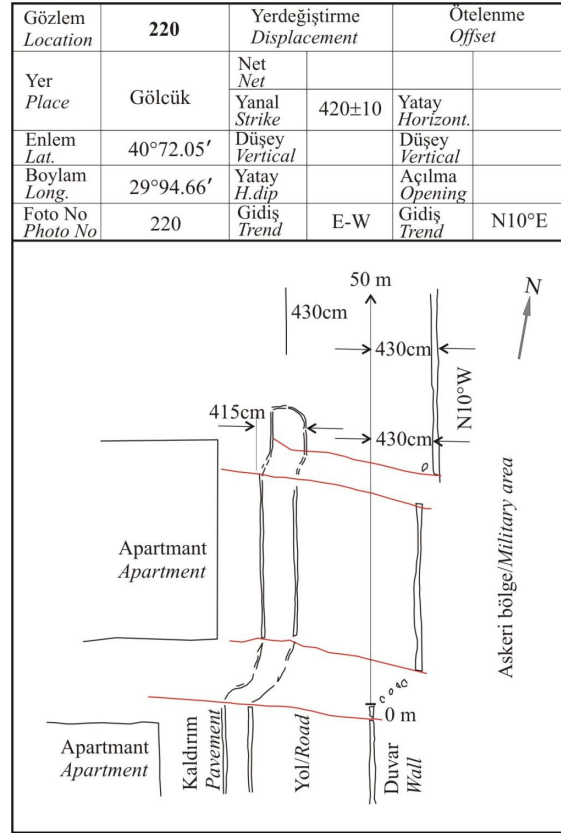 Gözlem
Location
220
Yerdeğiştirme
Displacement
Ötelenme
Offset
Yer
Place
Gölcük
Net
Net
Yanal
Strike
420±10
Yatay
Horizont.
Enlem
Lat.
40°72.05′
Düşey
Vertical
Düşey
Vertical
Boylam
Long.
29°94.66′
Yatay
H.dip
Açılma
Opening
Foto No
Photo No
220
Gidiş
Trend
E-W
Gidiş
Trend
N10°E
50 m
N
430cm
430cm
N10°W
415cm
430cm
Apartmant
Apartment
Askeri bölge/Military area
0 m
Apartmant
Apartment
Kaldırım
Pavement
Yol/Road
Duvar
Wall